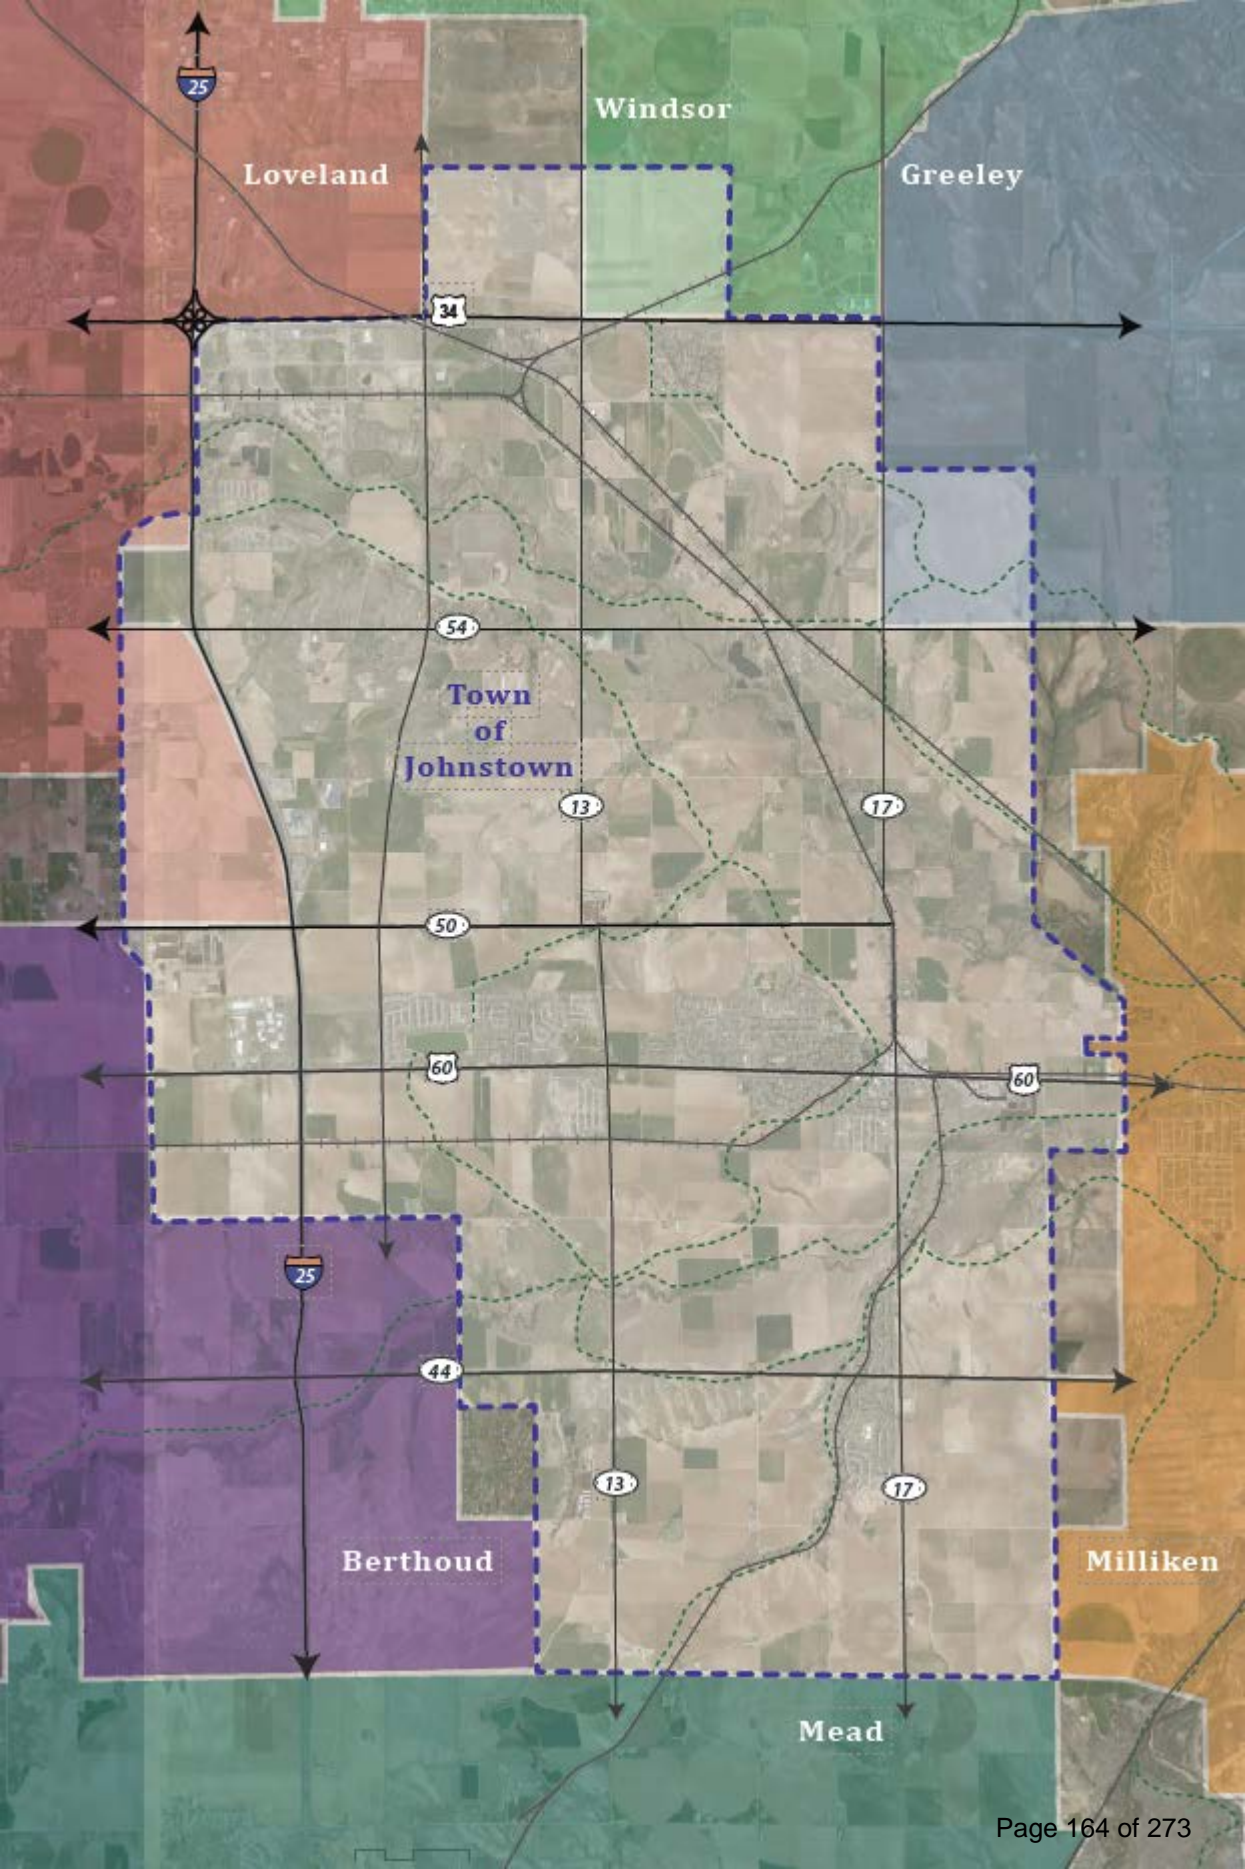 25
Windsor
Loveland
Greeley
34
54
Town
of
Johnstown
13
17
50
60
60
25
44
13
17
Berthoud
Milliken
Mead
Page 164 of 273